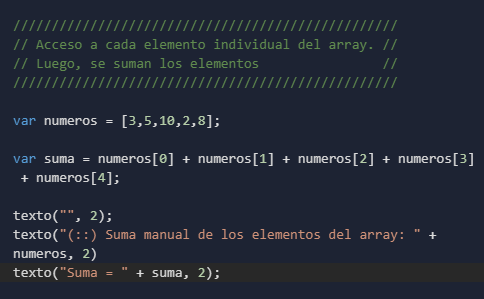 //////////////////////////////////////////////////
// Acceso a cada elemento individual del array. //
// Luego, se suman los elementos                //
//////////////////////////////////////////////////
var numeros = [3,5,10,2,8];
var suma = numeros[0] + numeros[1] + numeros[2] + numeros[3]
+ numeros[4];
texto("", 2);
texto("(::) Suma manual de los elementos del array: " +
numeros, 2)
texto("Suma = " + suma, 2);